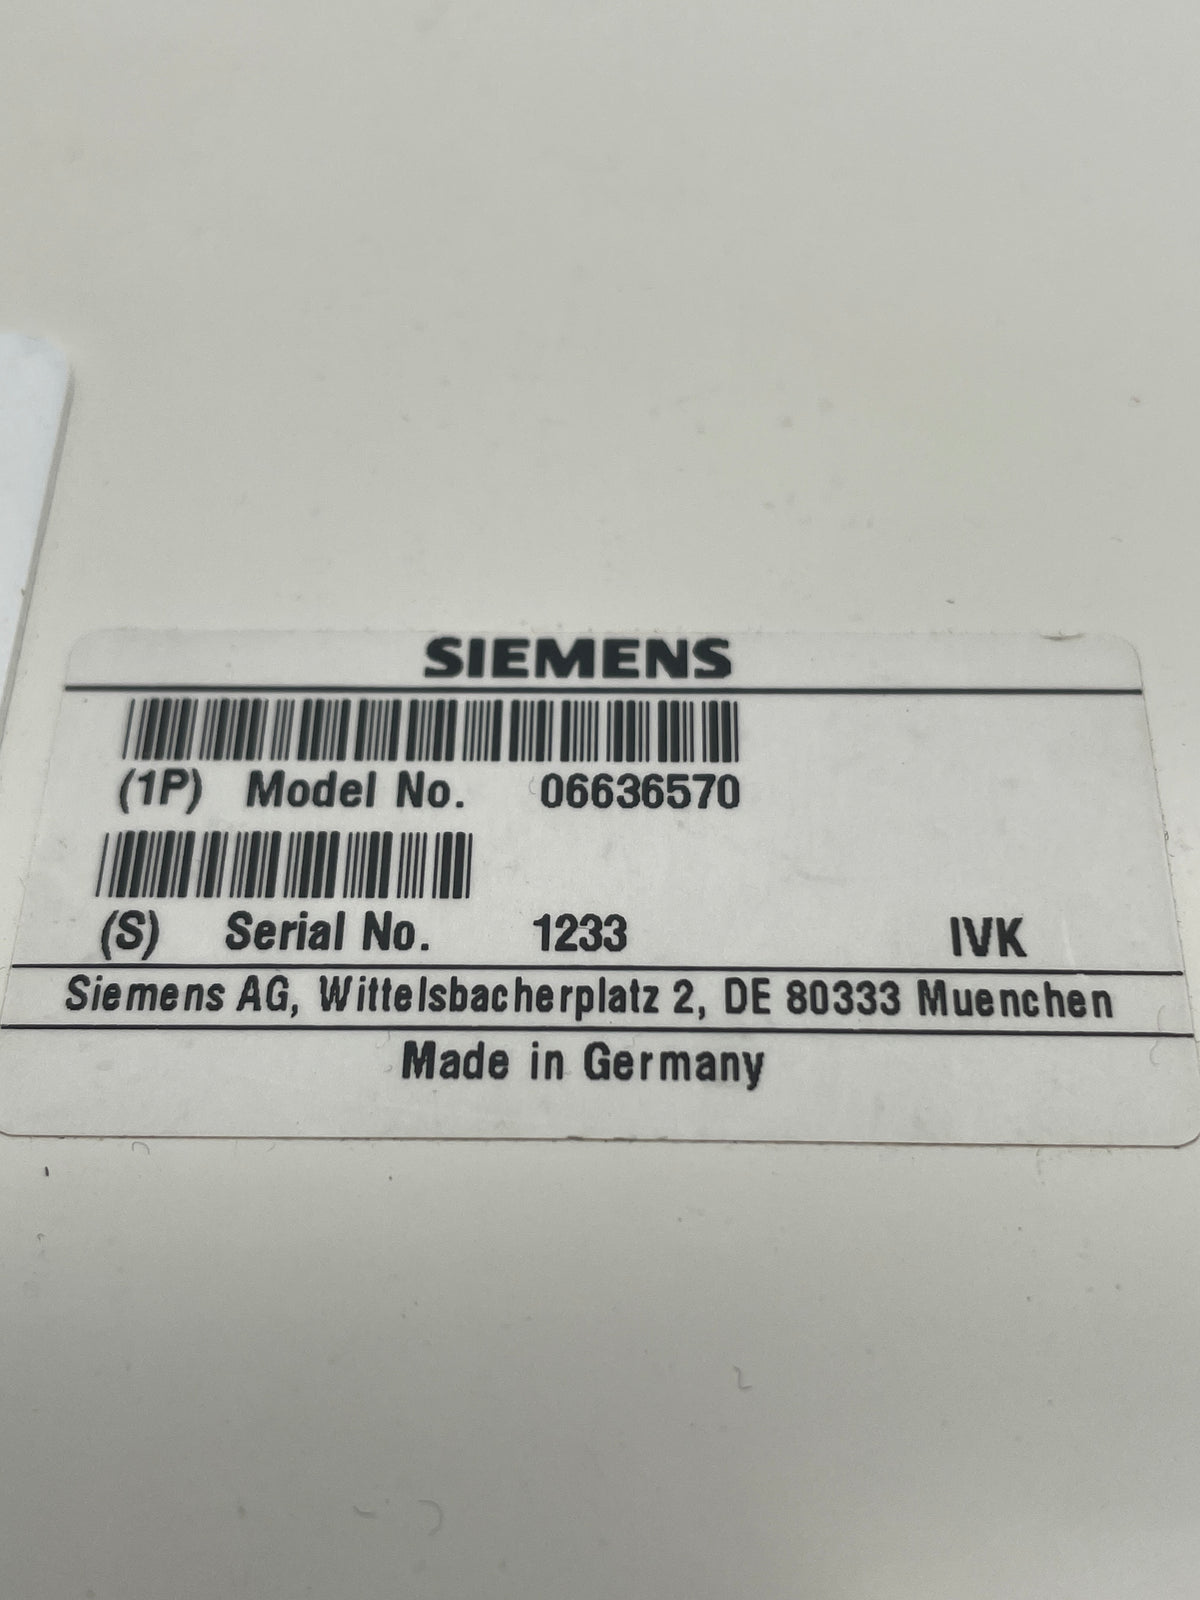 SIEMENS
(1P) Model No. 06636570
(S) Serial No. 1233 IVK
Siemens AG, Wittelsbacherplatz 2, DE 80333 Muenchen
Made in Germany